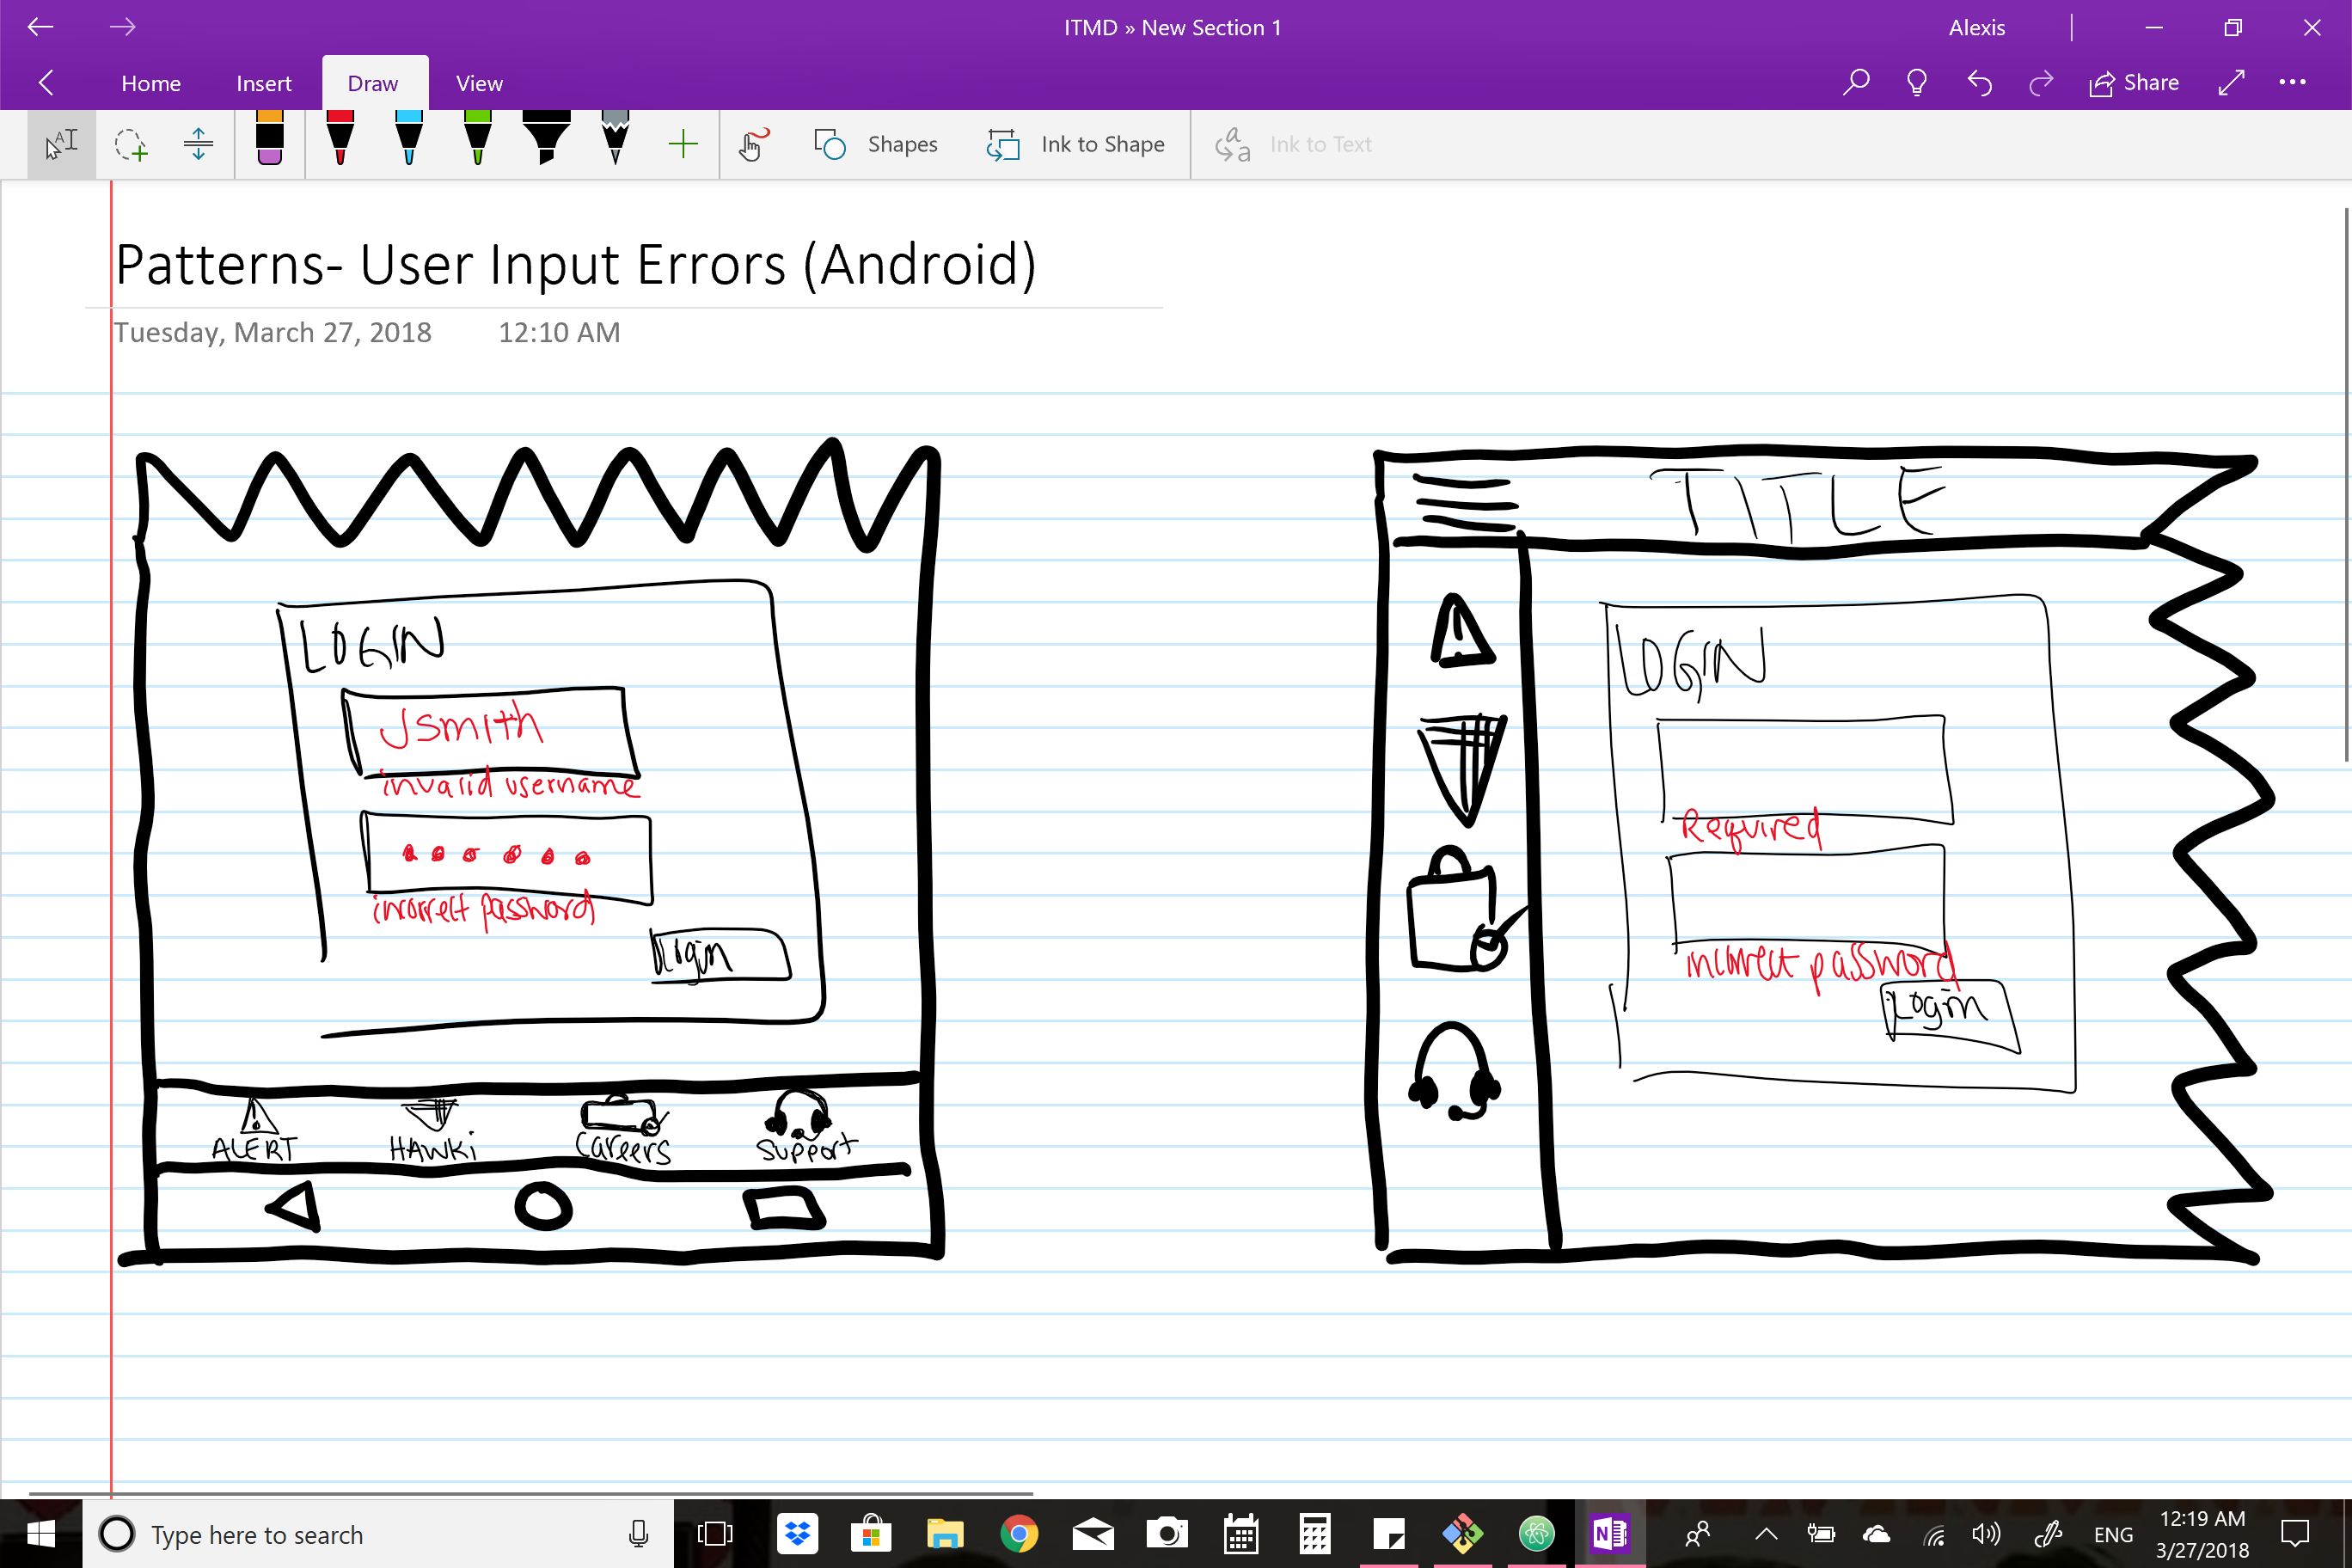 ITMD » New Section 1
Alexis
Home Insert Draw View
Share
Shapes Ink to Shape Ink to Text
Patterns- User Input Errors (Android)
Tuesday, March 27, 2018 12:10 AM
LOGIN
JSmith
invalid username
incorrect password
Login
ALERT HAWKi Careers Support
TITLE
LOGIN
Required
incorrect password
Login
Type here to search
ENG
12:19 AM
3/27/2018